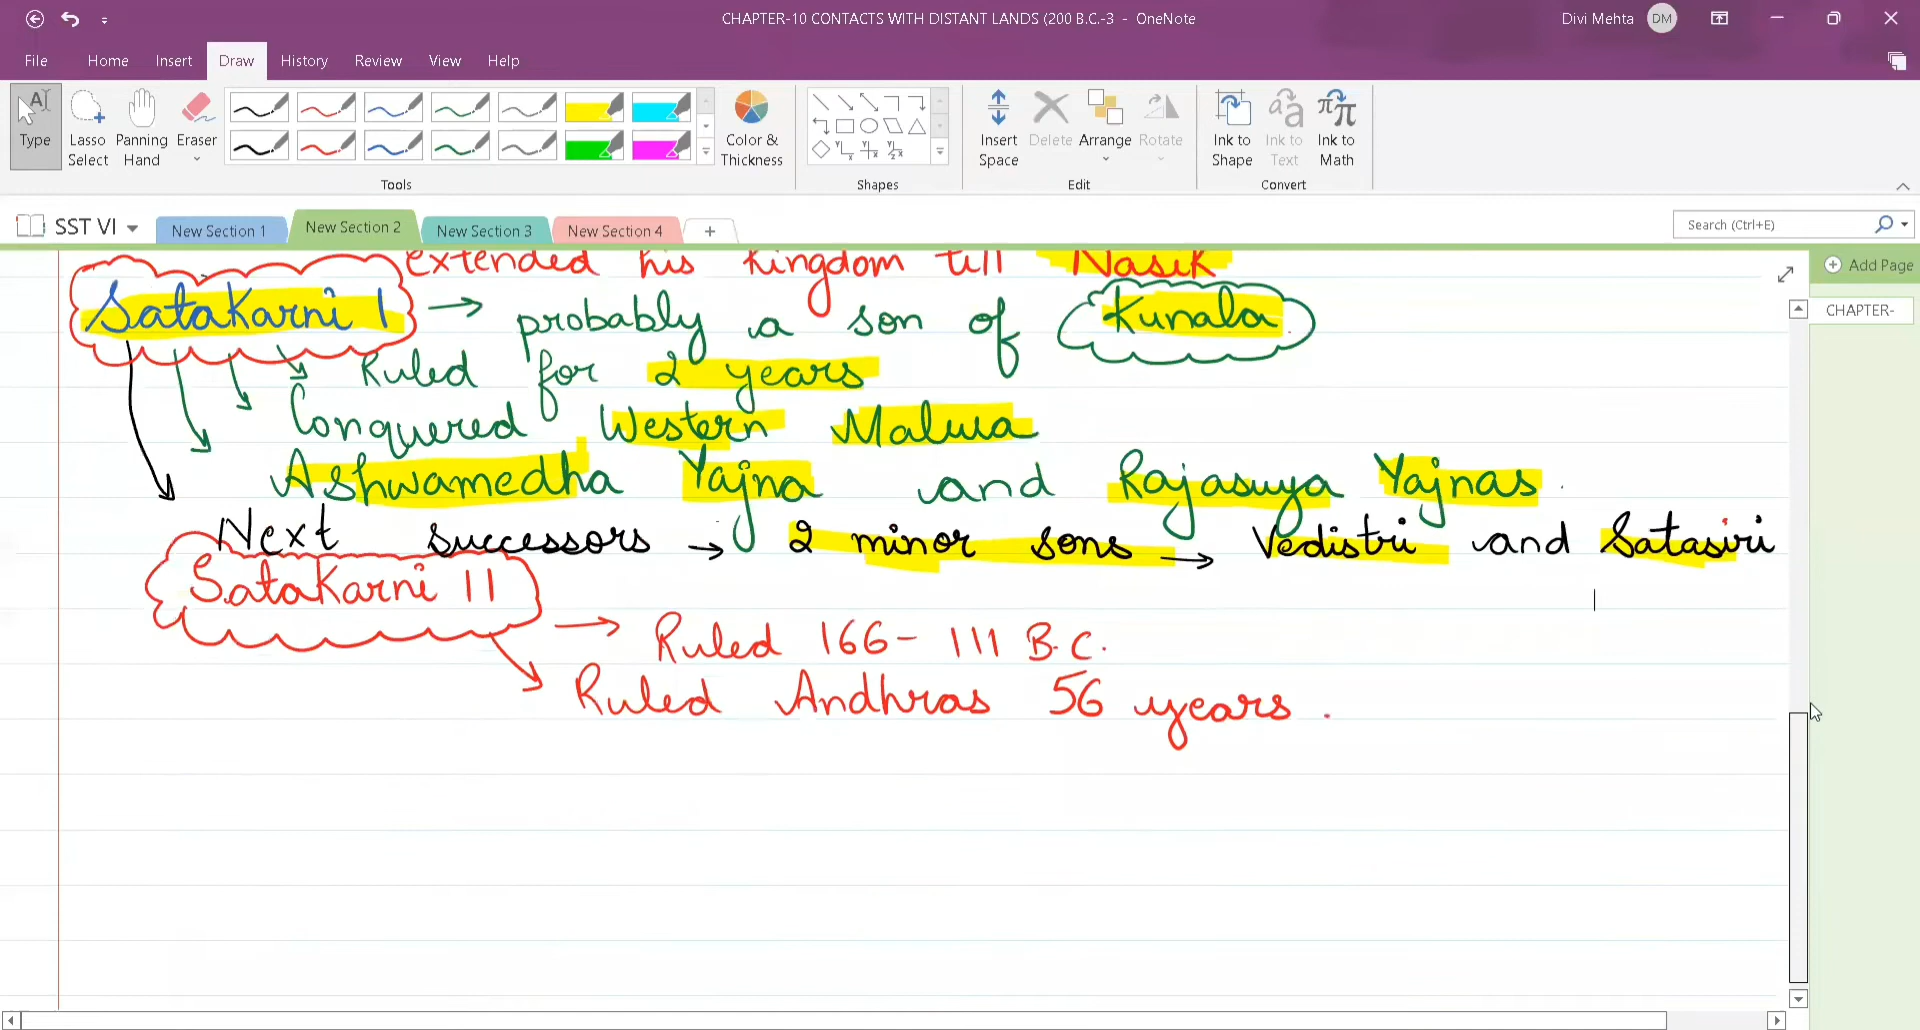 CHAPTER-10 CONTACTS WITH DISTANT LANDS (200 B.C.-3 - OneNote
Divi Mehta DM
File Home Insert Draw History Review View Help
Type
Lasso Select
Panning Hand
Eraser
Color & Thickness
Insert Space
Delete
Arrange
Rotate
Ink to Shape
Ink to Text
Ink to Math
Tools Shapes Edit Convert
SST VI New Section 1 New Section 2 New Section 3 New Section 4 + Search (Ctrl+E)
Add Page
CHAPTER-
extended his kingdom till Nasik
Satakarni I → probably a son of Kunala.
Ruled for 2 years
Conquered Western Malwa
Ashwamedha Yajna and Rajasuya Yajnas.
Next successors → 2 minor sons → Vedistri and Satasiri
Satakarni II
→ Ruled 166- 111 B.C.
Ruled Andhras 56 years.